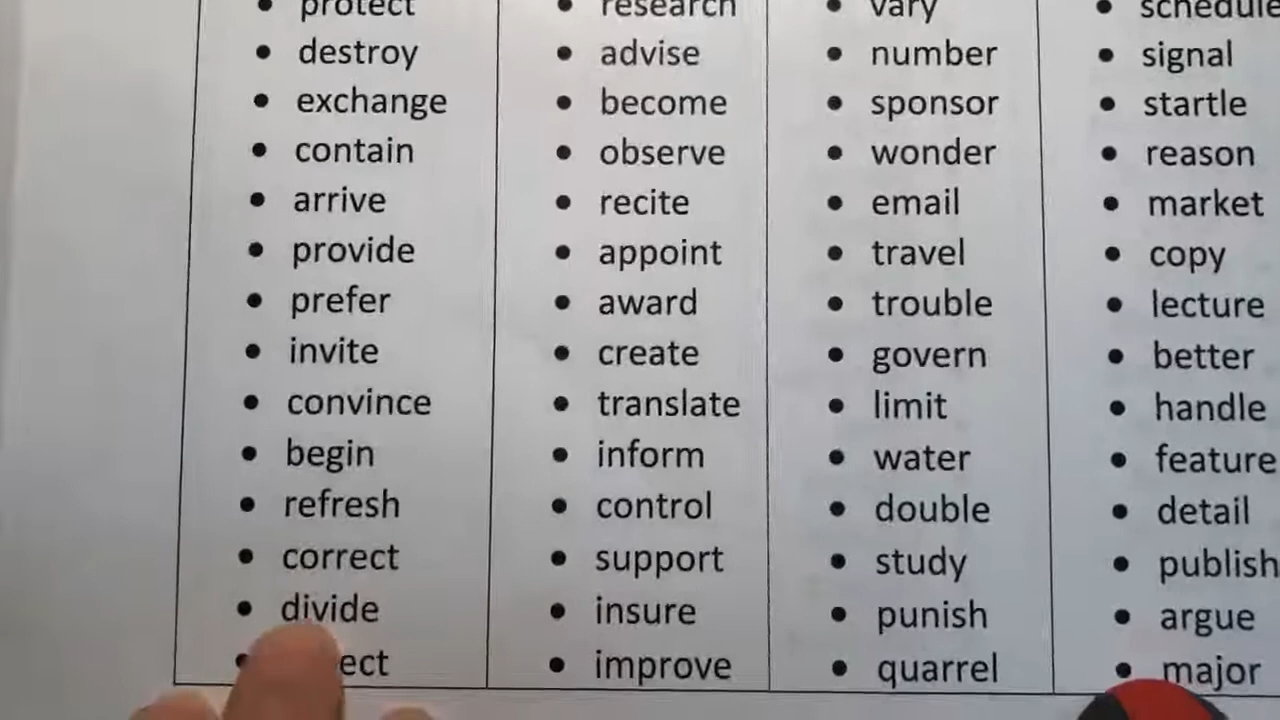 protect
destroy
exchange
contain
arrive
provide
prefer
invite
convince
begin
refresh
correct
divide
research
advise
become
observe
recite
appoint
award
create
translate
inform
control
support
insure
improve
vary
number
sponsor
wonder
email
travel
trouble
govern
limit
water
double
study
punish
quarrel
schedule
signal
startle
reason
market
copy
lecture
better
handle
feature
detail
publish
argue
major